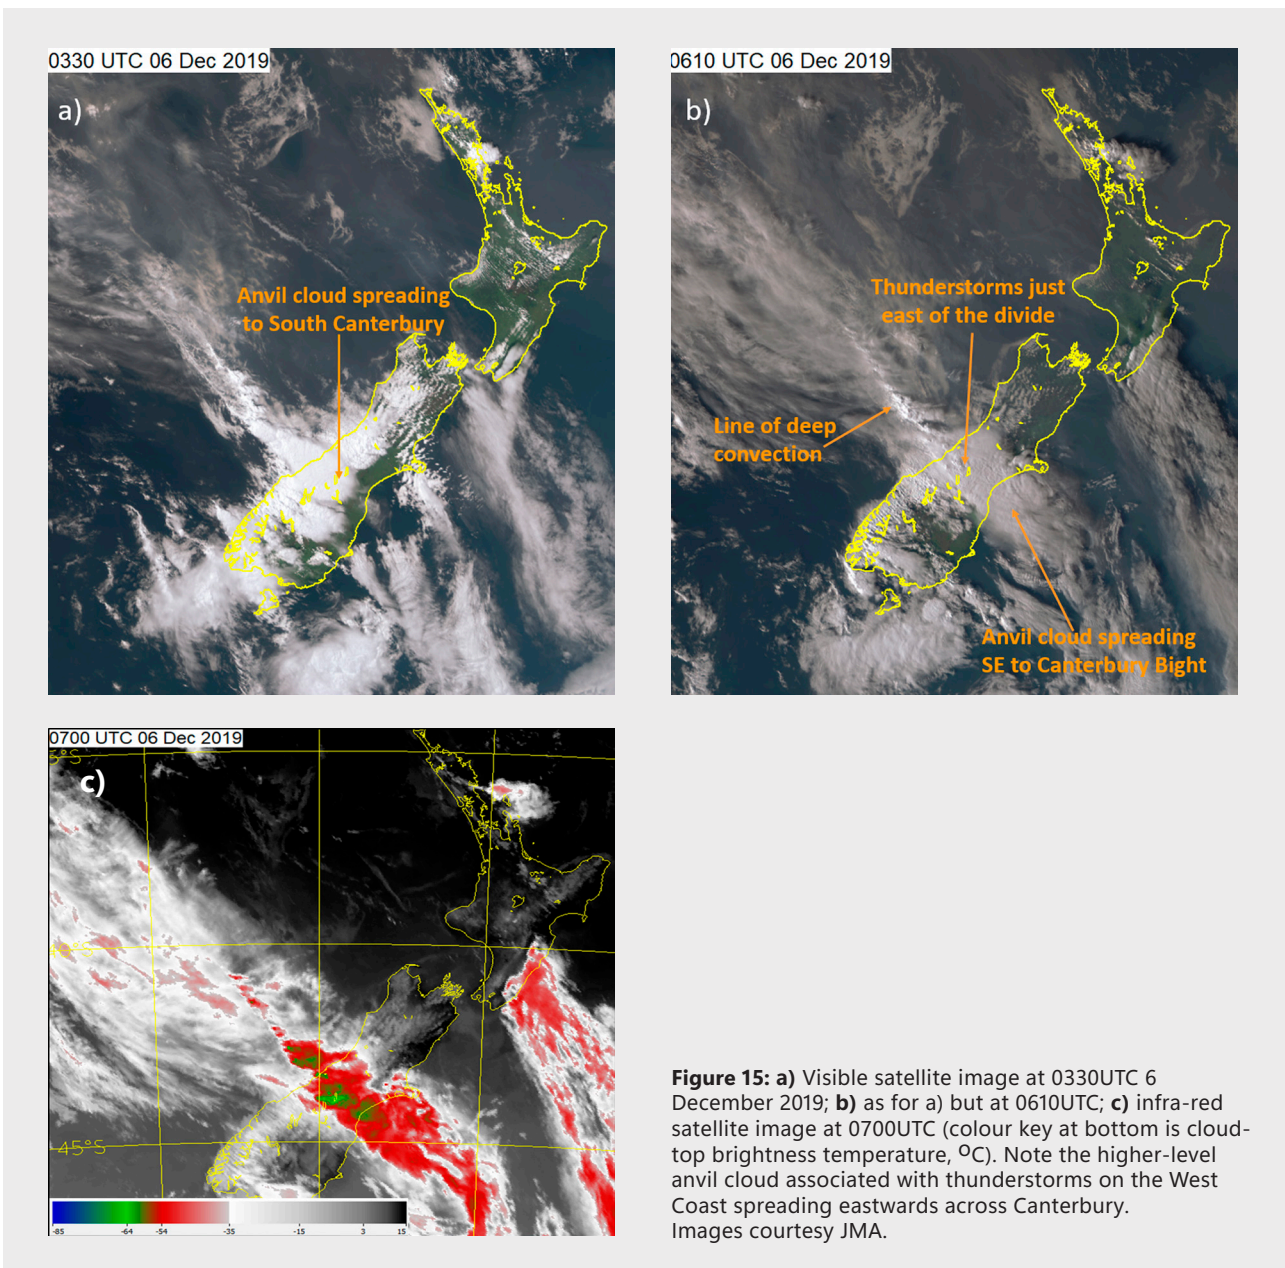 0330 UTC 06 Dec 2019
a)
Anvil cloud spreading
to South Canterbury
0610 UTC 06 Dec 2019
b)
Thunderstorms just
east of the divide
Line of deep
convection
Anvil cloud spreading
SE to Canterbury Bight
0700 UTC 06 Dec 2019
5°S
c)
45°S
-85 -64 -54 -35 -15 3 15
Figure 15: a) Visible satellite image at 0330UTC 6
December 2019; b) as for a) but at 0610UTC; c) infra-red
satellite image at 0700UTC (colour key at bottom is cloud-
top brightness temperature, ⁰C). Note the higher-level
anvil cloud associated with thunderstorms on the West
Coast spreading eastwards across Canterbury.
Images courtesy JMA.